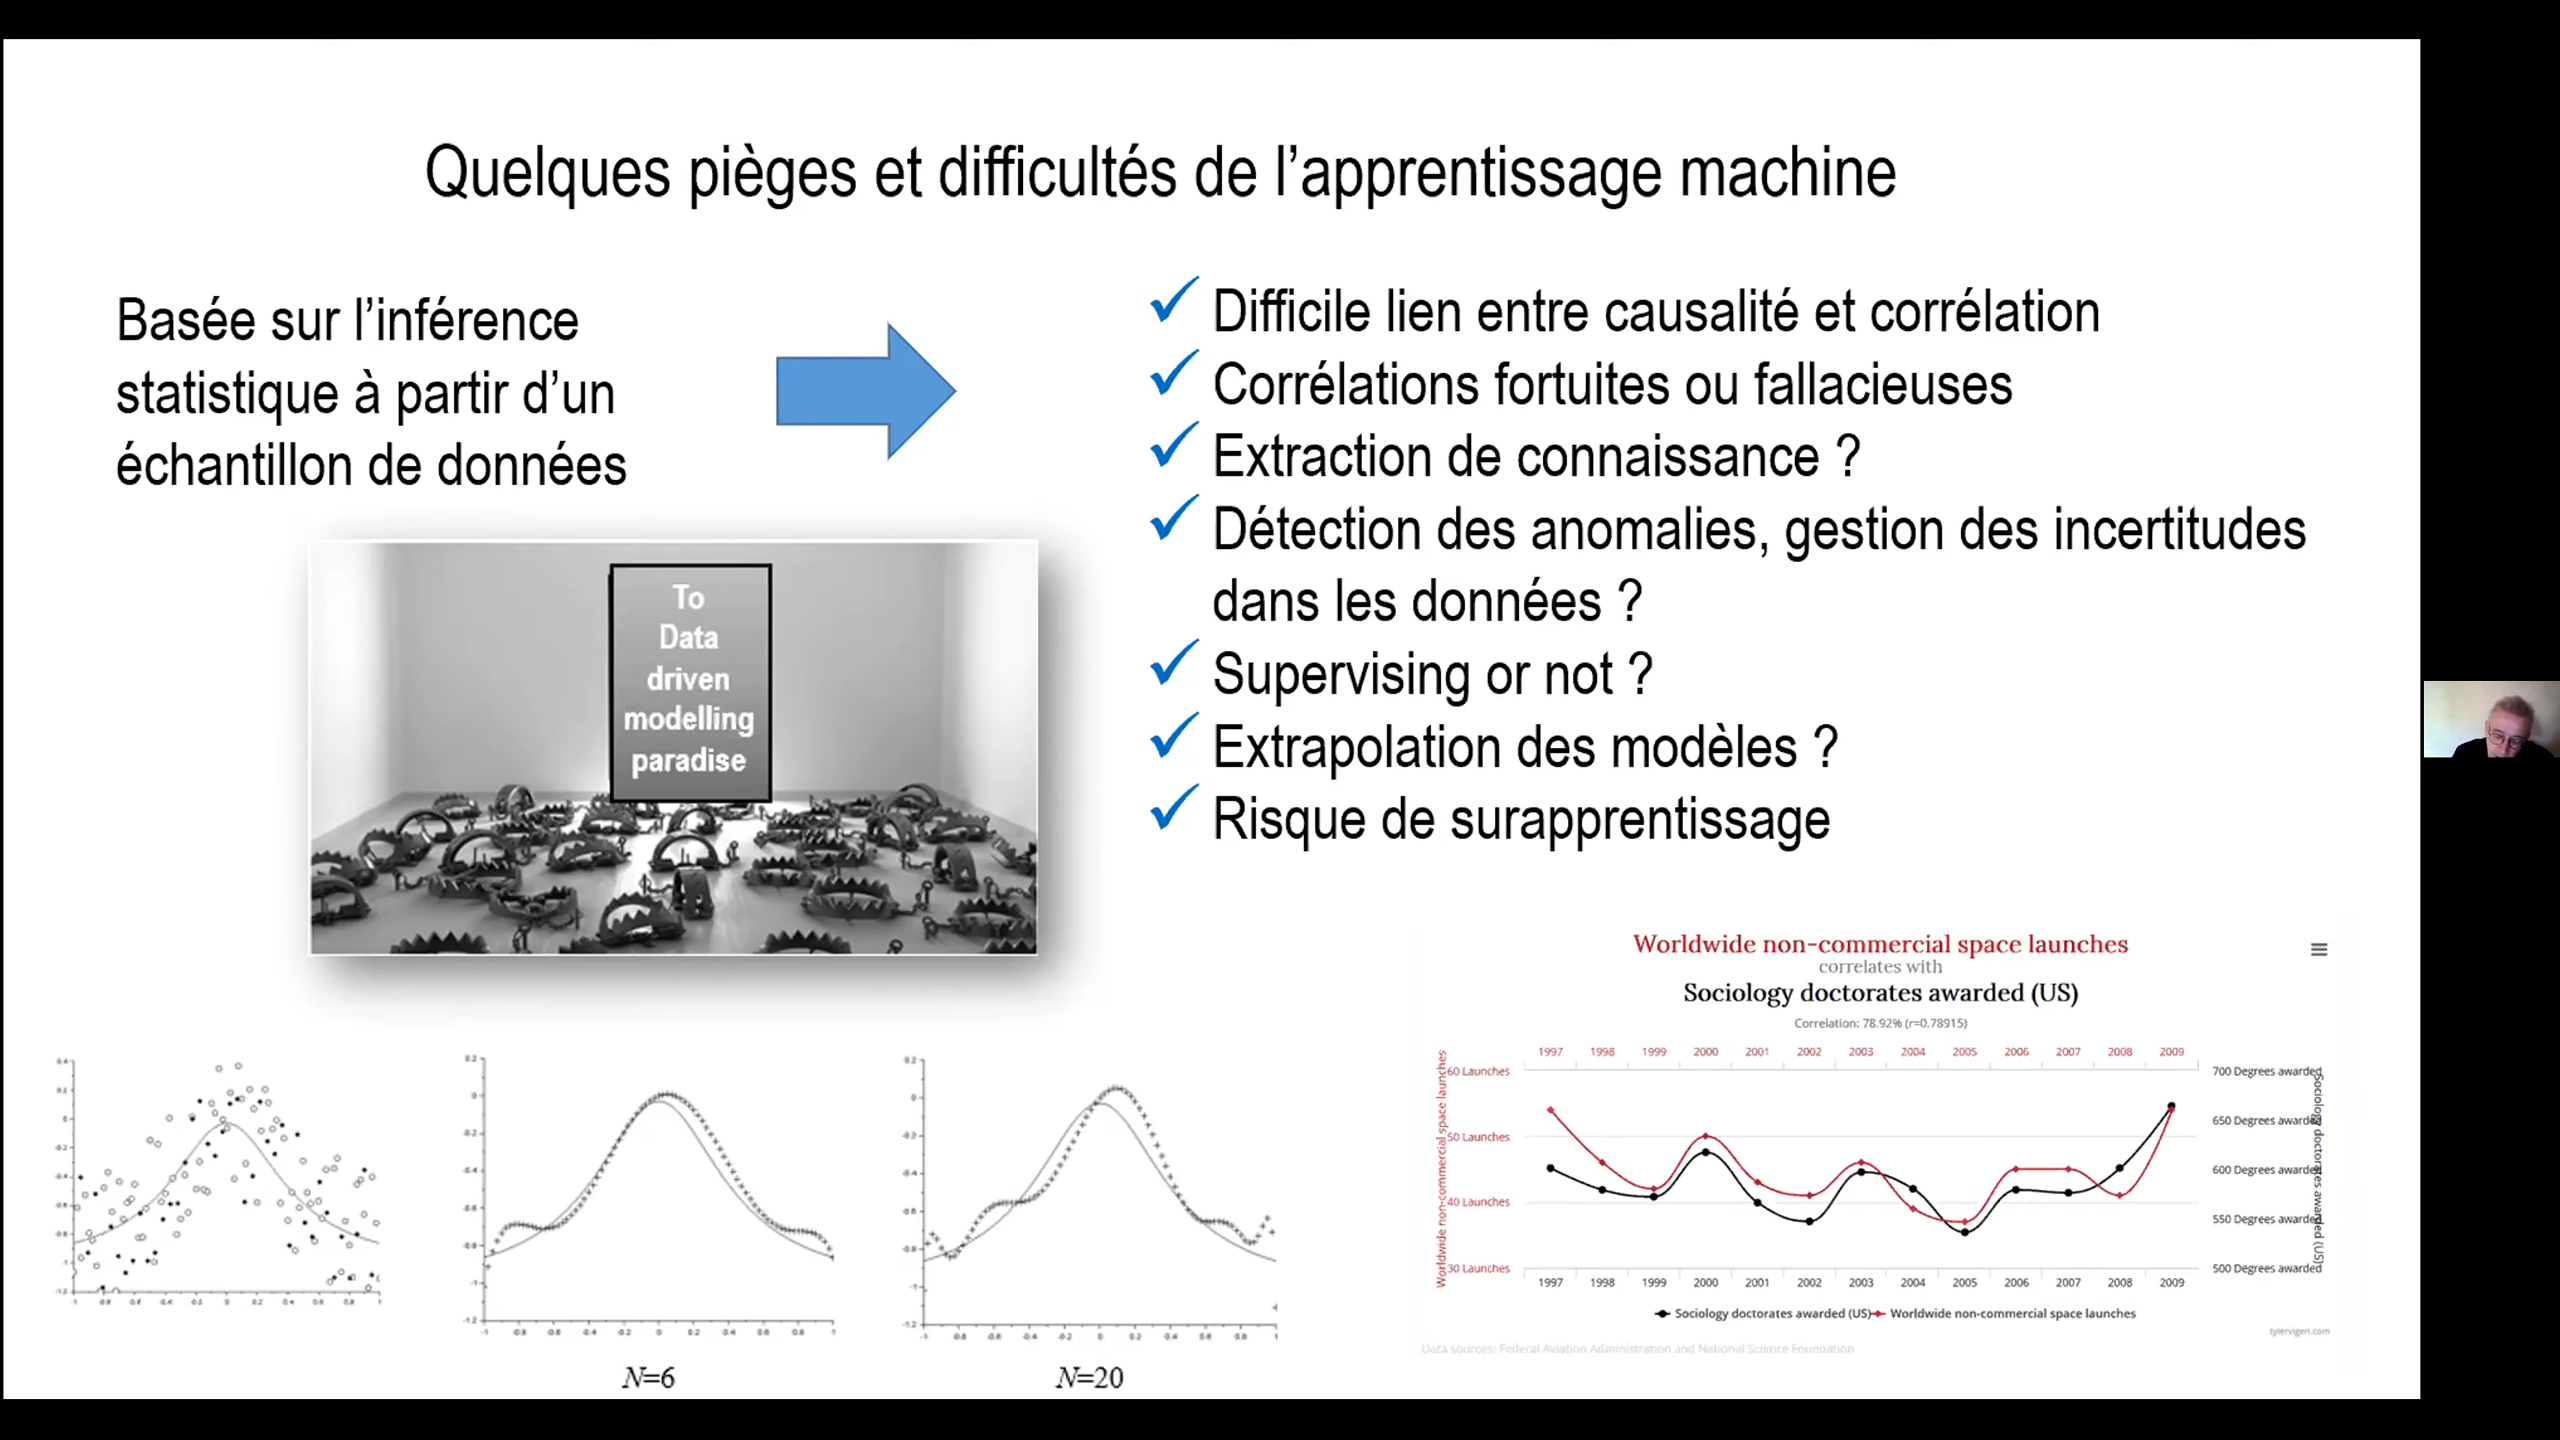 Quelques pièges et difficultés de l'apprentissage machine
Basée sur l'inférence
statistique à partir d'un
échantillon de données
✓ Difficile lien entre causalité et corrélation
✓ Corrélations fortuites ou fallacieuses
✓ Extraction de connaissance ?
✓ Détection des anomalies, gestion des incertitudes
dans les données ?
✓ Supervising or not ?
✓ Extrapolation des modèles ?
✓ Risque de surapprentissage
To
Data
driven
modelling
paradise
N=6
N=20
Worldwide non-commercial space launches
correlates with
Sociology doctorates awarded (US)
Correlation: 78.92% (r=0.78915)
1997 1998 1999 2000 2001 2002 2003 2004 2005 2006 2007 2008 2009
Worldwide non-commercial space launches
60 Launches
50 Launches
40 Launches
30 Launches
700 Degrees awarded
650 Degrees awarded
600 Degrees awarded
550 Degrees awarded
500 Degrees awarded
Sociology doctorates awarded (US)
1997 1998 1999 2000 2001 2002 2003 2004 2005 2006 2007 2008 2009
Sociology doctorates awarded (US) Worldwide non-commercial space launches
tylervigen.com
Data sources: Federal Aviation Administration and National Science Foundation